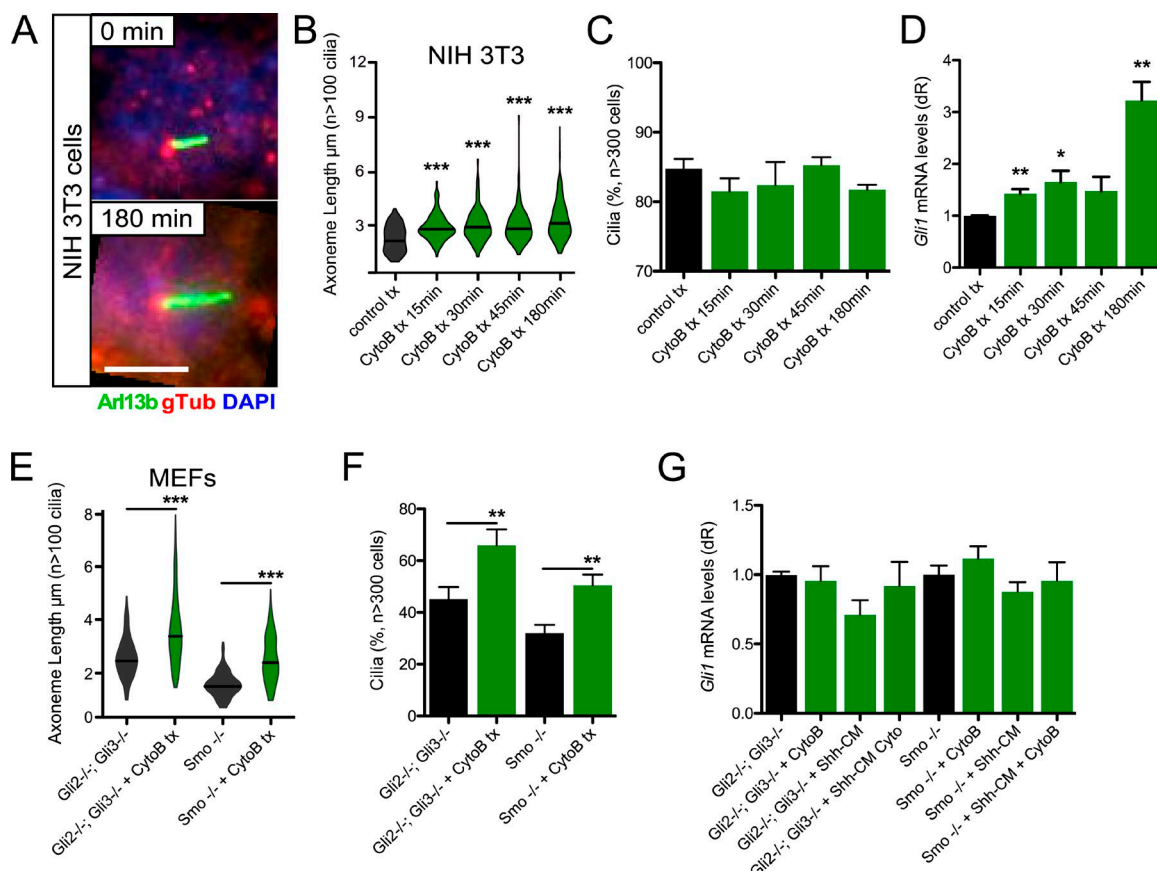 A
0 min
180 min
NIH 3T3 cells
Arl13b gTub DAPI
B
NIH 3T3
Axoneme Length µm (n>100 cilia)
12
9
6
3
***
***
***
***
control tx
CytoB tx 15min
CytoB tx 30min
CytoB tx 45min
CytoB tx 180min
C
Cilia (%, n>300 cells)
100
90
80
70
control tx
CytoB tx 15min
CytoB tx 30min
CytoB tx 45min
CytoB tx 180min
D
Gli1 mRNA levels (dR)
4
3
2
1
0
**
*
**
control tx
CytoB tx 15min
CytoB tx 30min
CytoB tx 45min
CytoB tx 180min
E
MEFs
Axoneme Length µm (n>100 cilia)
8
6
4
2
0
***
***
Gli2-/-; Gli3-/-
Gli2-/-; Gli3-/- + CytoB tx
Smo -/-
Smo -/- + CytoB tx
F
Cilia (%, n>300 cells)
80
60
40
20
0
**
**
Gli2-/-; Gli3-/-
Gli2-/-; Gli3-/- + CytoB tx
Smo -/-
Smo -/- + CytoB tx
G
Gli1 mRNA levels (dR)
1.5
1.0
0.5
0.0
Gli2-/-; Gli3-/-
Gli2-/-; Gli3-/- + CytoB
Gli2-/-; Gli3-/- + Shh-CM
Gli2-/-; Gli3-/- + Shh-CM Cyto
Smo -/-
Smo -/- + CytoB
Smo -/- + Shh-CM
Smo -/- + Shh-CM + CytoB